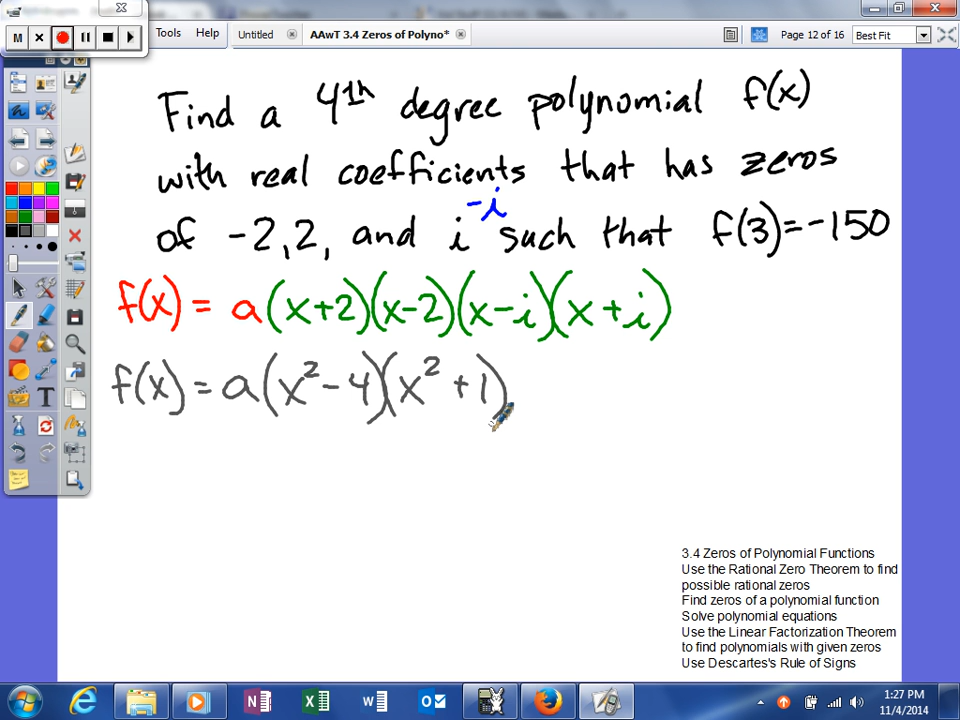 Tools Help Untitled AAwT 3.4 Zeros of Polyno* Page 12 of 16 Best Fit
M
Find a 4th degree polynomial f(x)
with real coefficients that has zeros
-i
of -2, 2, and i such that f(3)=-150
f(x) = a(x+2)(x-2)(x-i)(x+i)
f(x) = a(x²-4)(x²+1)
T
3.4 Zeros of Polynomial Functions
Use the Rational Zero Theorem to find
possible rational zeros
Find zeros of a polynomial function
Solve polynomial equations
Use the Linear Factorization Theorem
to find polynomials with given zeros
Use Descartes's Rule of Signs
1:27 PM
11/4/2014